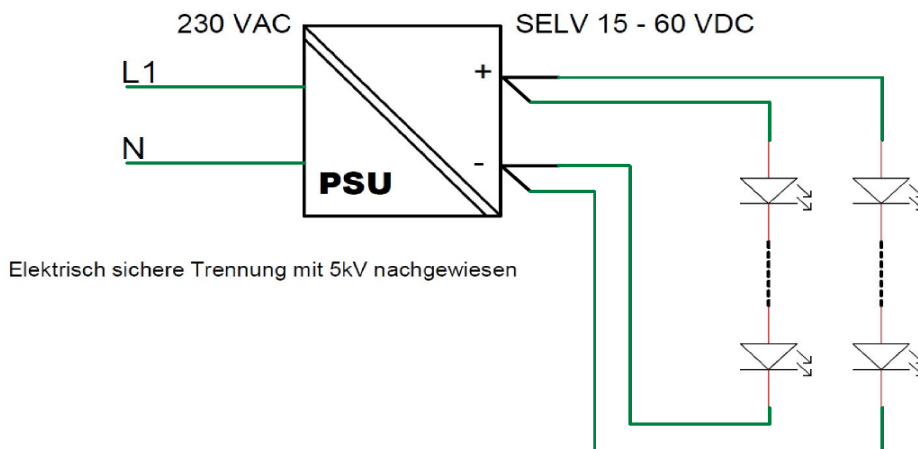 230 VAC
SELV 15 - 60 VDC
L1
+
N
-
PSU
Elektrisch sichere Trennung mit 5kV nachgewiesen